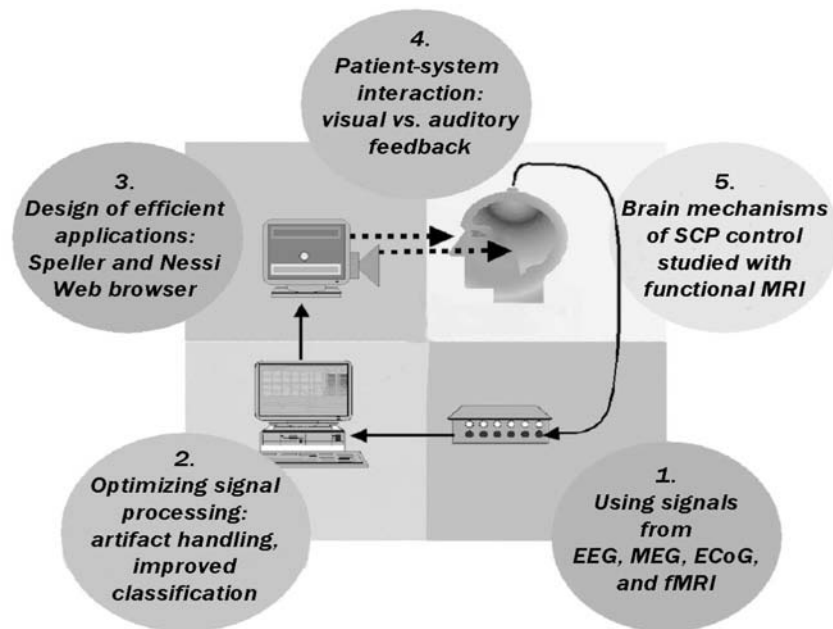 4.
Patient-system
interaction:
visual vs. auditory
feedback
3.
Design of efficient
applications:
Speller and Nessi
Web browser
5.
Brain mechanisms
of SCP control
studied with
functional MRI
2.
Optimizing signal
processing:
artifact handling,
improved
classification
1.
Using signals
from
EEG, MEG, ECoG,
and fMRI